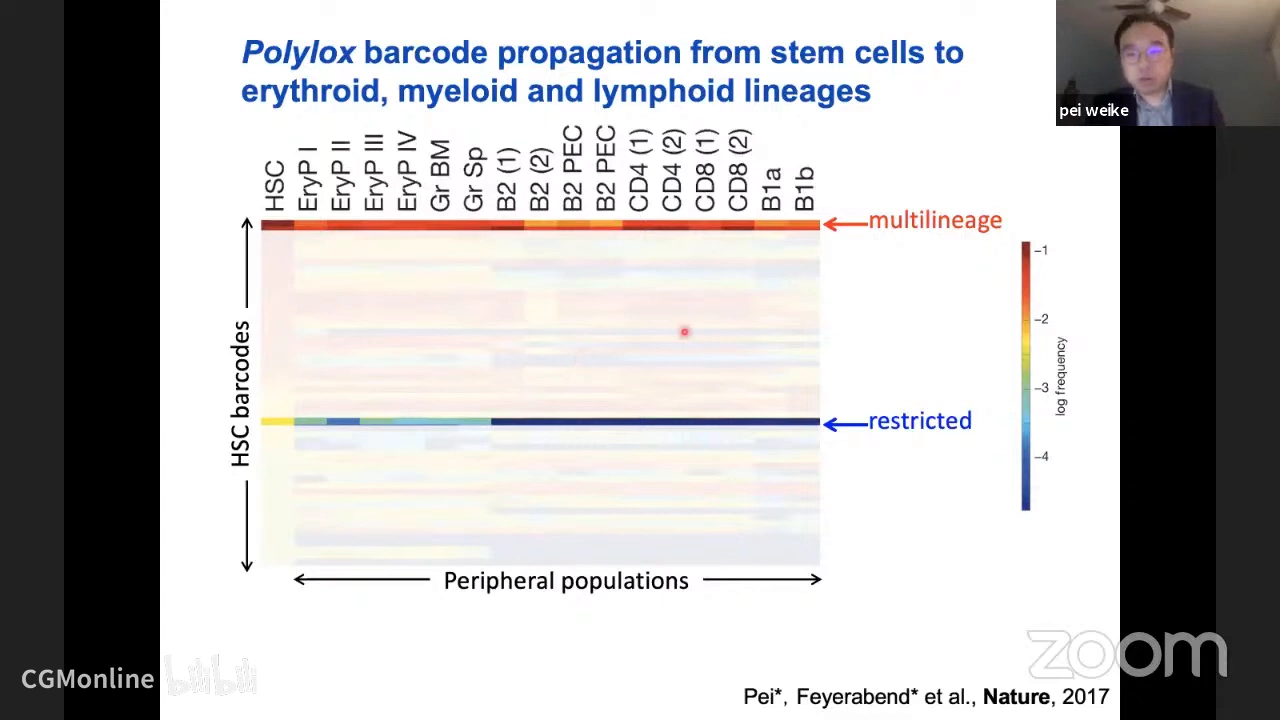 Polylox barcode propagation from stem cells to
erythroid, myeloid and lymphoid lineages
pei weike
HSC
EryP I
EryP II
EryP III
EryP IV
Gr BM
Gr Sp
B2 (1)
B2 (2)
B2 PEC
B2 PEC
CD4 (1)
CD4 (2)
CD8 (1)
CD8 (2)
B1a
B1b
multilineage
HSC barcodes
−1
−2
−3
−4
log frequency
restricted
Peripheral populations
zoom
CGMonline bilibili
Pei*, Feyerabend* et al., Nature, 2017